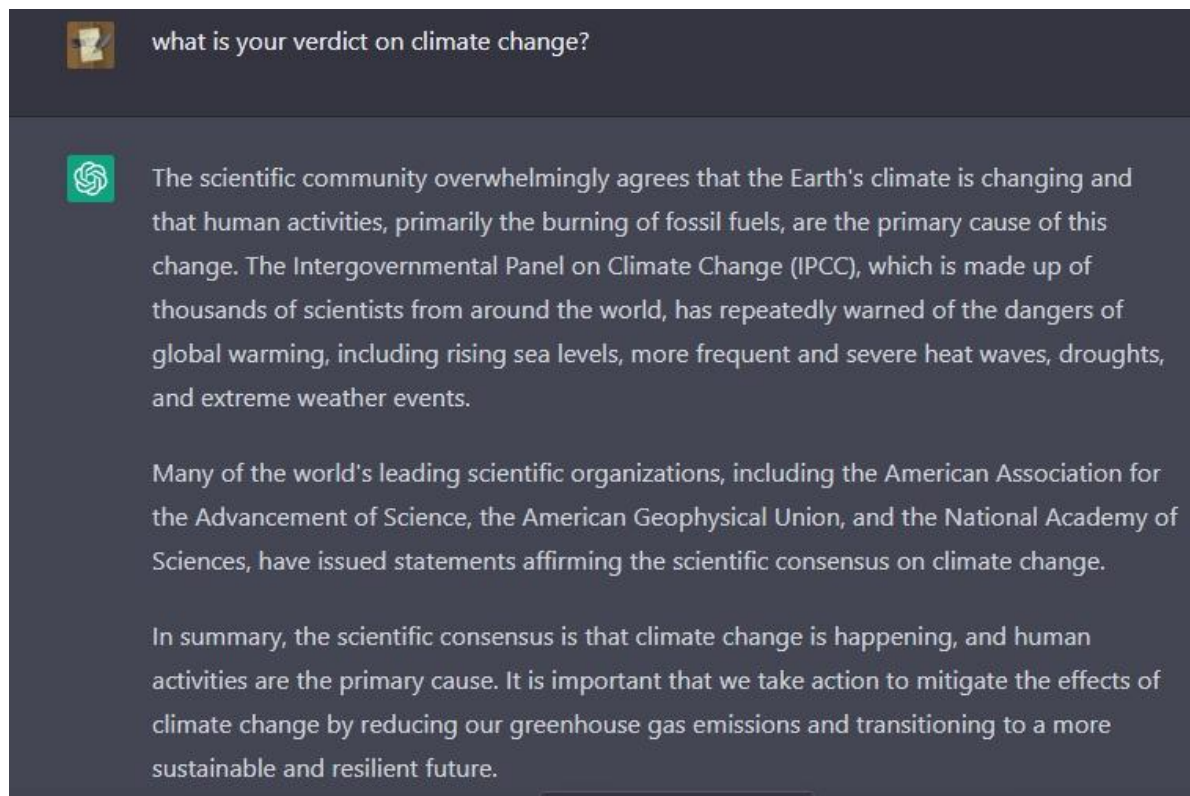 what is your verdict on climate change?
The scientific community overwhelmingly agrees that the Earth's climate is changing and
that human activities, primarily the burning of fossil fuels, are the primary cause of this
change. The Intergovernmental Panel on Climate Change (IPCC), which is made up of
thousands of scientists from around the world, has repeatedly warned of the dangers of
global warming, including rising sea levels, more frequent and severe heat waves, droughts,
and extreme weather events.
Many of the world's leading scientific organizations, including the American Association for
the Advancement of Science, the American Geophysical Union, and the National Academy of
Sciences, have issued statements affirming the scientific consensus on climate change.
In summary, the scientific consensus is that climate change is happening, and human
activities are the primary cause. It is important that we take action to mitigate the effects of
climate change by reducing our greenhouse gas emissions and transitioning to a more
sustainable and resilient future.